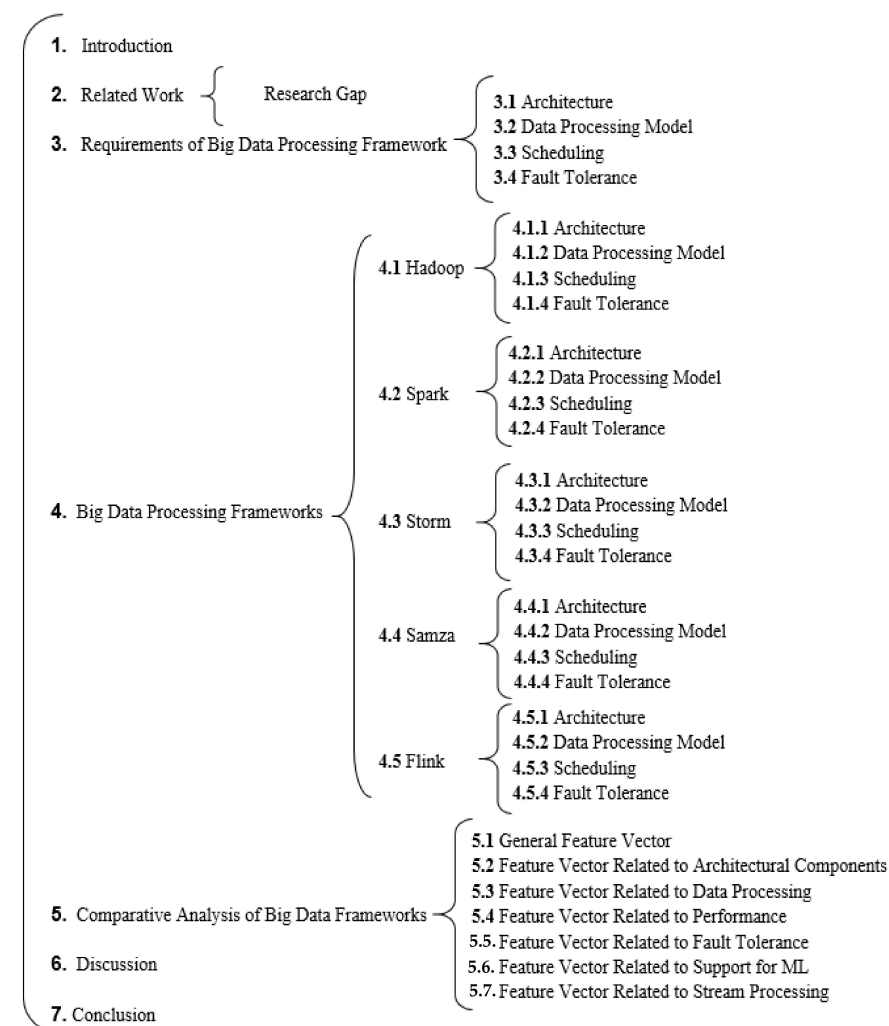 1. Introduction
2. Related Work
Research Gap
3. Requirements of Big Data Processing Framework
3.1 Architecture
3.2 Data Processing Model
3.3 Scheduling
3.4 Fault Tolerance
4. Big Data Processing Frameworks
4.1 Hadoop
4.1.1 Architecture
4.1.2 Data Processing Model
4.1.3 Scheduling
4.1.4 Fault Tolerance
4.2 Spark
4.2.1 Architecture
4.2.2 Data Processing Model
4.2.3 Scheduling
4.2.4 Fault Tolerance
4.3 Storm
4.3.1 Architecture
4.3.2 Data Processing Model
4.3.3 Scheduling
4.3.4 Fault Tolerance
4.4 Samza
4.4.1 Architecture
4.4.2 Data Processing Model
4.4.3 Scheduling
4.4.4 Fault Tolerance
4.5 Flink
4.5.1 Architecture
4.5.2 Data Processing Model
4.5.3 Scheduling
4.5.4 Fault Tolerance
5. Comparative Analysis of Big Data Frameworks
5.1 General Feature Vector
5.2 Feature Vector Related to Architectural Components
5.3 Feature Vector Related to Data Processing
5.4 Feature Vector Related to Performance
5.5. Feature Vector Related to Fault Tolerance
5.6. Feature Vector Related to Support for ML
5.7. Feature Vector Related to Stream Processing
6. Discussion
7. Conclusion